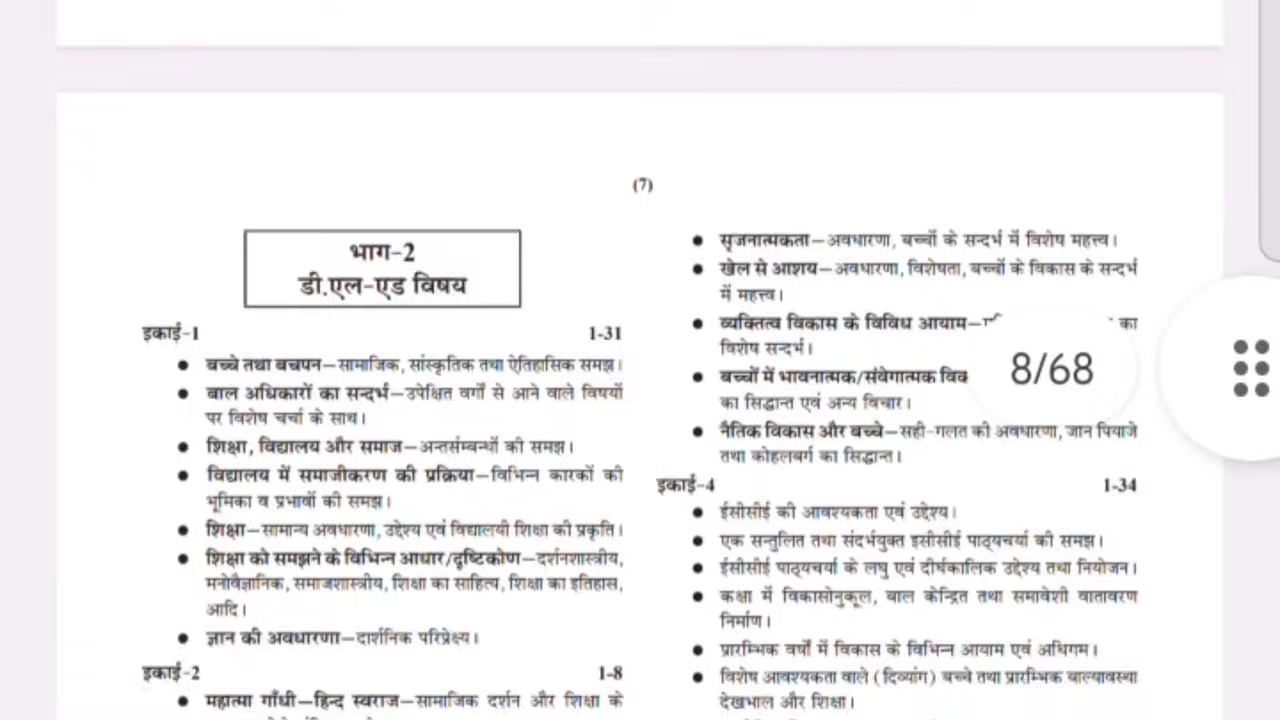 (7)
भाग-2
डी.एल-एड विषय
इकाई-1 1-31
● बच्चे तथा बचपन–सामाजिक, सांस्कृतिक तथा ऐतिहासिक समझ।
● बाल अधिकारों का सन्दर्भ–उपेक्षित वर्गों से आने वाले विषयों
पर विशेष चर्चा के साथ।
● शिक्षा, विद्यालय और समाज–अन्तर्सम्बन्धों की समझ।
● विद्यालय में समाजीकरण की प्रक्रिया–विभिन्न कारकों की
भूमिका व प्रभावों की समझ।
● शिक्षा–सामान्य अवधारणा, उद्देश्य एवं विद्यालयी शिक्षा की प्रकृति।
● शिक्षा को समझने के विभिन्न आधार/दृष्टिकोण–दर्शनशास्त्रीय,
मनोवैज्ञानिक, समाजशास्त्रीय, शिक्षा का साहित्य, शिक्षा का इतिहास,
आदि।
● ज्ञान की अवधारणा–दार्शनिक परिप्रेक्ष्य।
इकाई-2 1-8
● महात्मा गाँधी–हिन्द स्वराज–सामाजिक दर्शन और शिक्षा के
● सृजनात्मकता–अवधारणा, बच्चों के सन्दर्भ में विशेष महत्त्व।
● खेल से आशय–अवधारणा, विशेषता, बच्चों के विकास के सन्दर्भ
में महत्त्व।
● व्यक्तित्व विकास के विविध आयाम– का
विशेष सन्दर्भ।
● बच्चों में भावनात्मक/संवेगात्मक
का सिद्धान्त एवं अन्य विचार।
● नैतिक विकास और बच्चे–सही-गलत की अवधारणा, जान पियाजे
तथा कोहलबर्ग का सिद्धान्त।
इकाई-4 1-34
● ईसीसीई की आवश्यकता एवं उद्देश्य।
● एक सन्तुलित तथा संदर्भयुक्त इसीसीई पाठ्यचर्या की समझ।
● ईसीसीई पाठ्यचर्या के लघु एवं दीर्घकालिक उद्देश्य तथा नियोजन।
● कक्षा में विकासोनुकूल, बाल केन्द्रित तथा समावेशी वातावरण
निर्माण।
● प्रारम्भिक वर्षों में विकास के विभिन्न आयाम एवं अधिगम।
● विशेष आवश्यकता वाले (दिव्यांग) बच्चे तथा प्रारम्भिक बाल्यावस्था
देखभाल और शिक्षा।
8/68